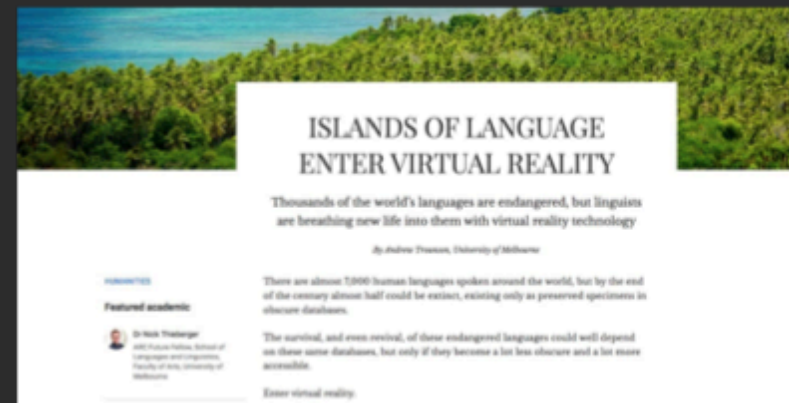 ISLANDS OF LANGUAGE
ENTER VIRTUAL REALITY
Thousands of the world's languages are endangered, but linguists
are breathing new life into them with virtual reality technology
By Andrew Trounson, University of Melbourne
HUMANITIES
Featured academic
Dr Nick Thieberger
ARC Future Fellow, School of
Languages and Linguistics,
Faculty of Arts, University of
Melbourne
There are almost 7,000 human languages spoken around the world, but by the end
of the century almost half could be extinct, existing only as preserved specimens in
obscure databases.
The survival, and even revival, of these endangered languages could well depend
on these same databases, but only if they become a lot less obscure and a lot more
accessible.
Enter virtual reality.